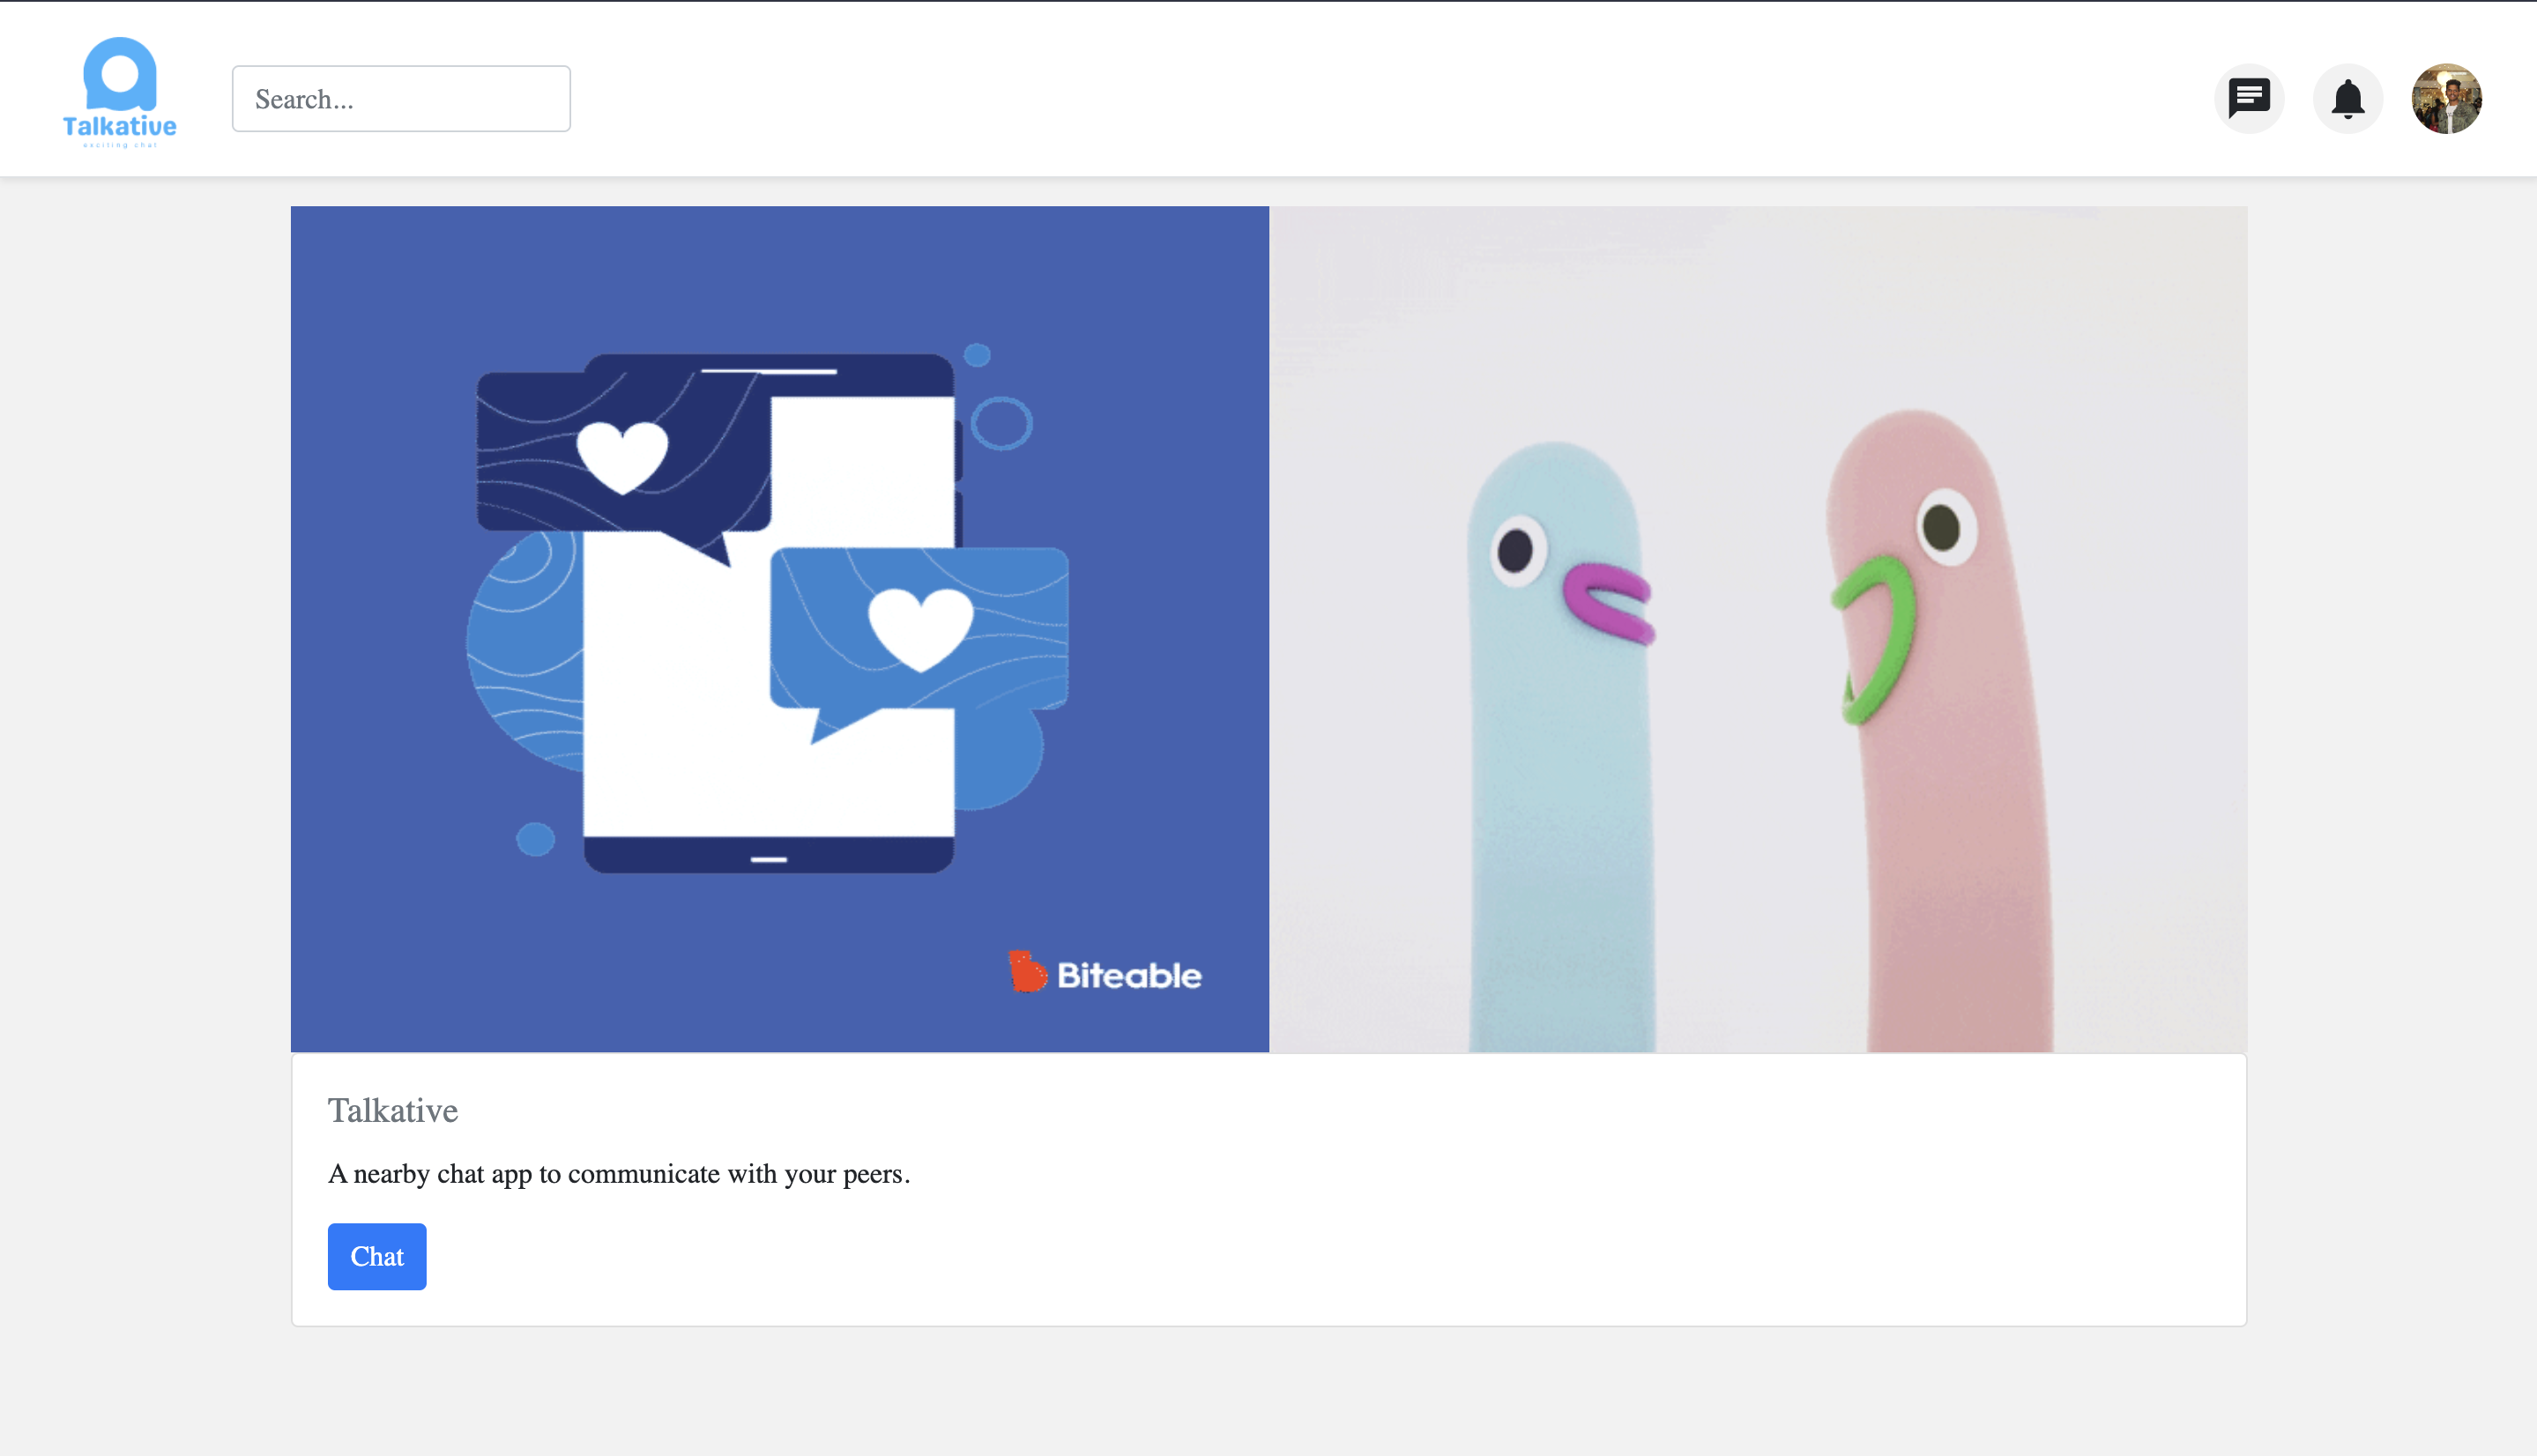 Talkative
exciting chat
Search...
Biteable
Talkative
A nearby chat app to communicate with your peers.
Chat